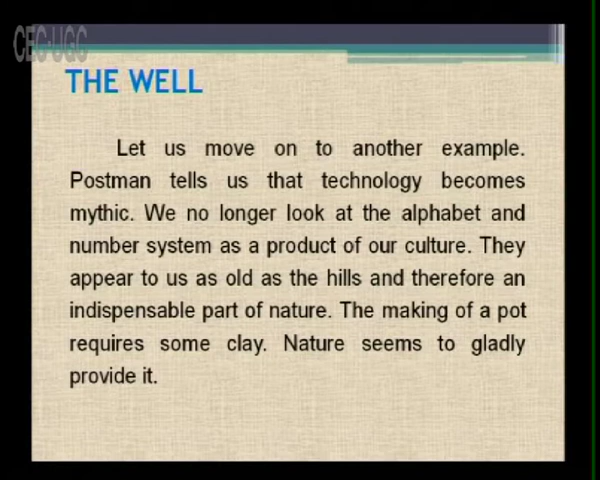 CEC-UGC
THE WELL
Let us move on to another example.
Postman tells us that technology becomes
mythic. We no longer look at the alphabet and
number system as a product of our culture. They
appear to us as old as the hills and therefore an
indispensable part of nature. The making of a pot
requires some clay. Nature seems to gladly
provide it.